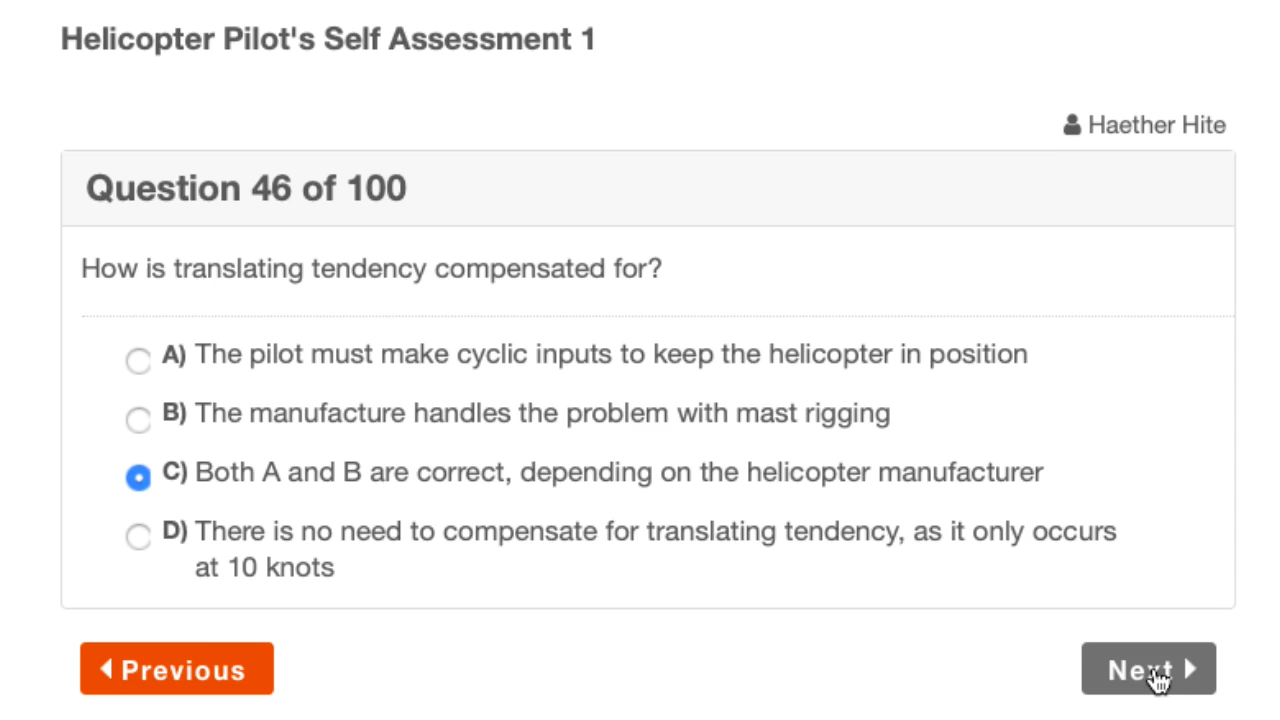 Helicopter Pilot's Self Assessment 1
Haether Hite
Question 46 of 100
How is translating tendency compensated for?
A) The pilot must make cyclic inputs to keep the helicopter in position
B) The manufacture handles the problem with mast rigging
C) Both A and B are correct, depending on the helicopter manufacturer
D) There is no need to compensate for translating tendency, as it only occurs
at 10 knots
Previous
Next